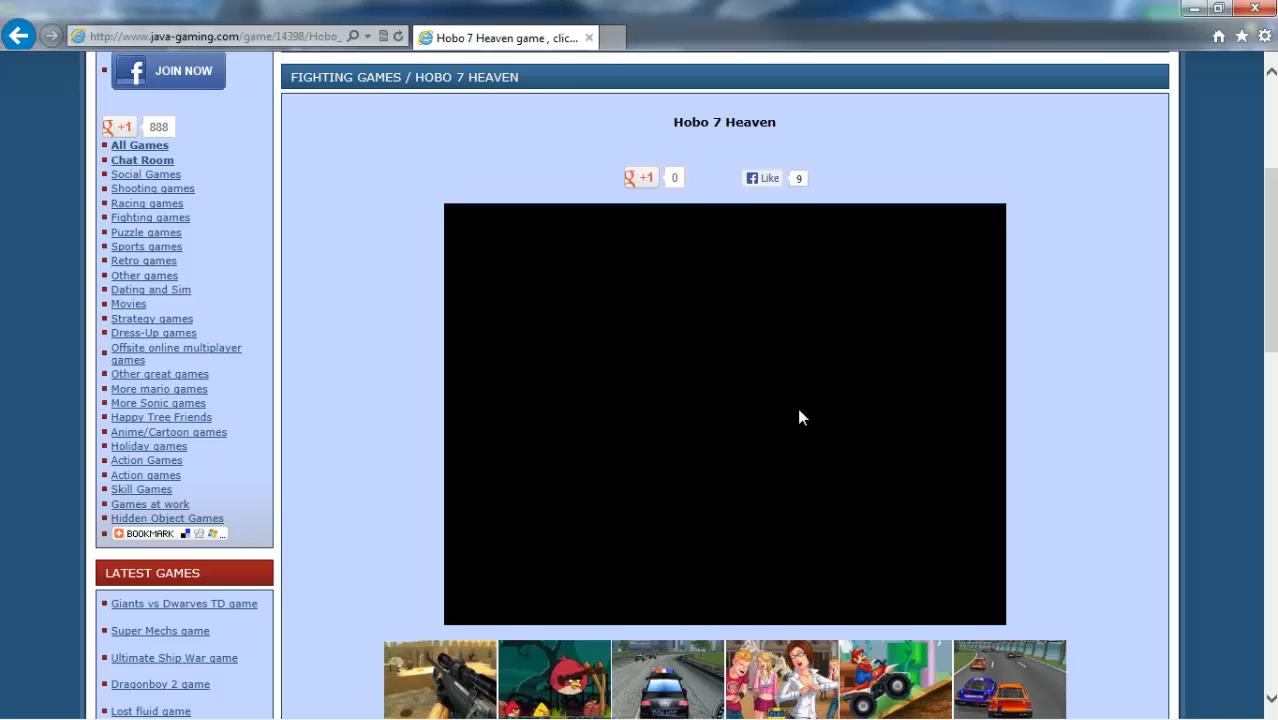 http://www.java-gaming.com/game/14398/Hobo_
Hobo 7 Heaven game , clic...
JOIN NOW
+1 888
All Games
Chat Room
Social Games
Shooting games
Racing games
Fighting games
Puzzle games
Sports games
Retro games
Other games
Dating and Sim
Movies
Strategy games
Dress-Up games
Offsite online multiplayer
games
Other great games
More mario games
More Sonic games
Happy Tree Friends
Anime/Cartoon games
Holiday games
Action Games
Action games
Skill Games
Games at work
Hidden Object Games
BOOKMARK ...
LATEST GAMES
Giants vs Dwarves TD game
Super Mechs game
Ultimate Ship War game
Dragonboy 2 game
Lost fluid game
FIGHTING GAMES / HOBO 7 HEAVEN
Hobo 7 Heaven
+1 0 Like 9
POLICE